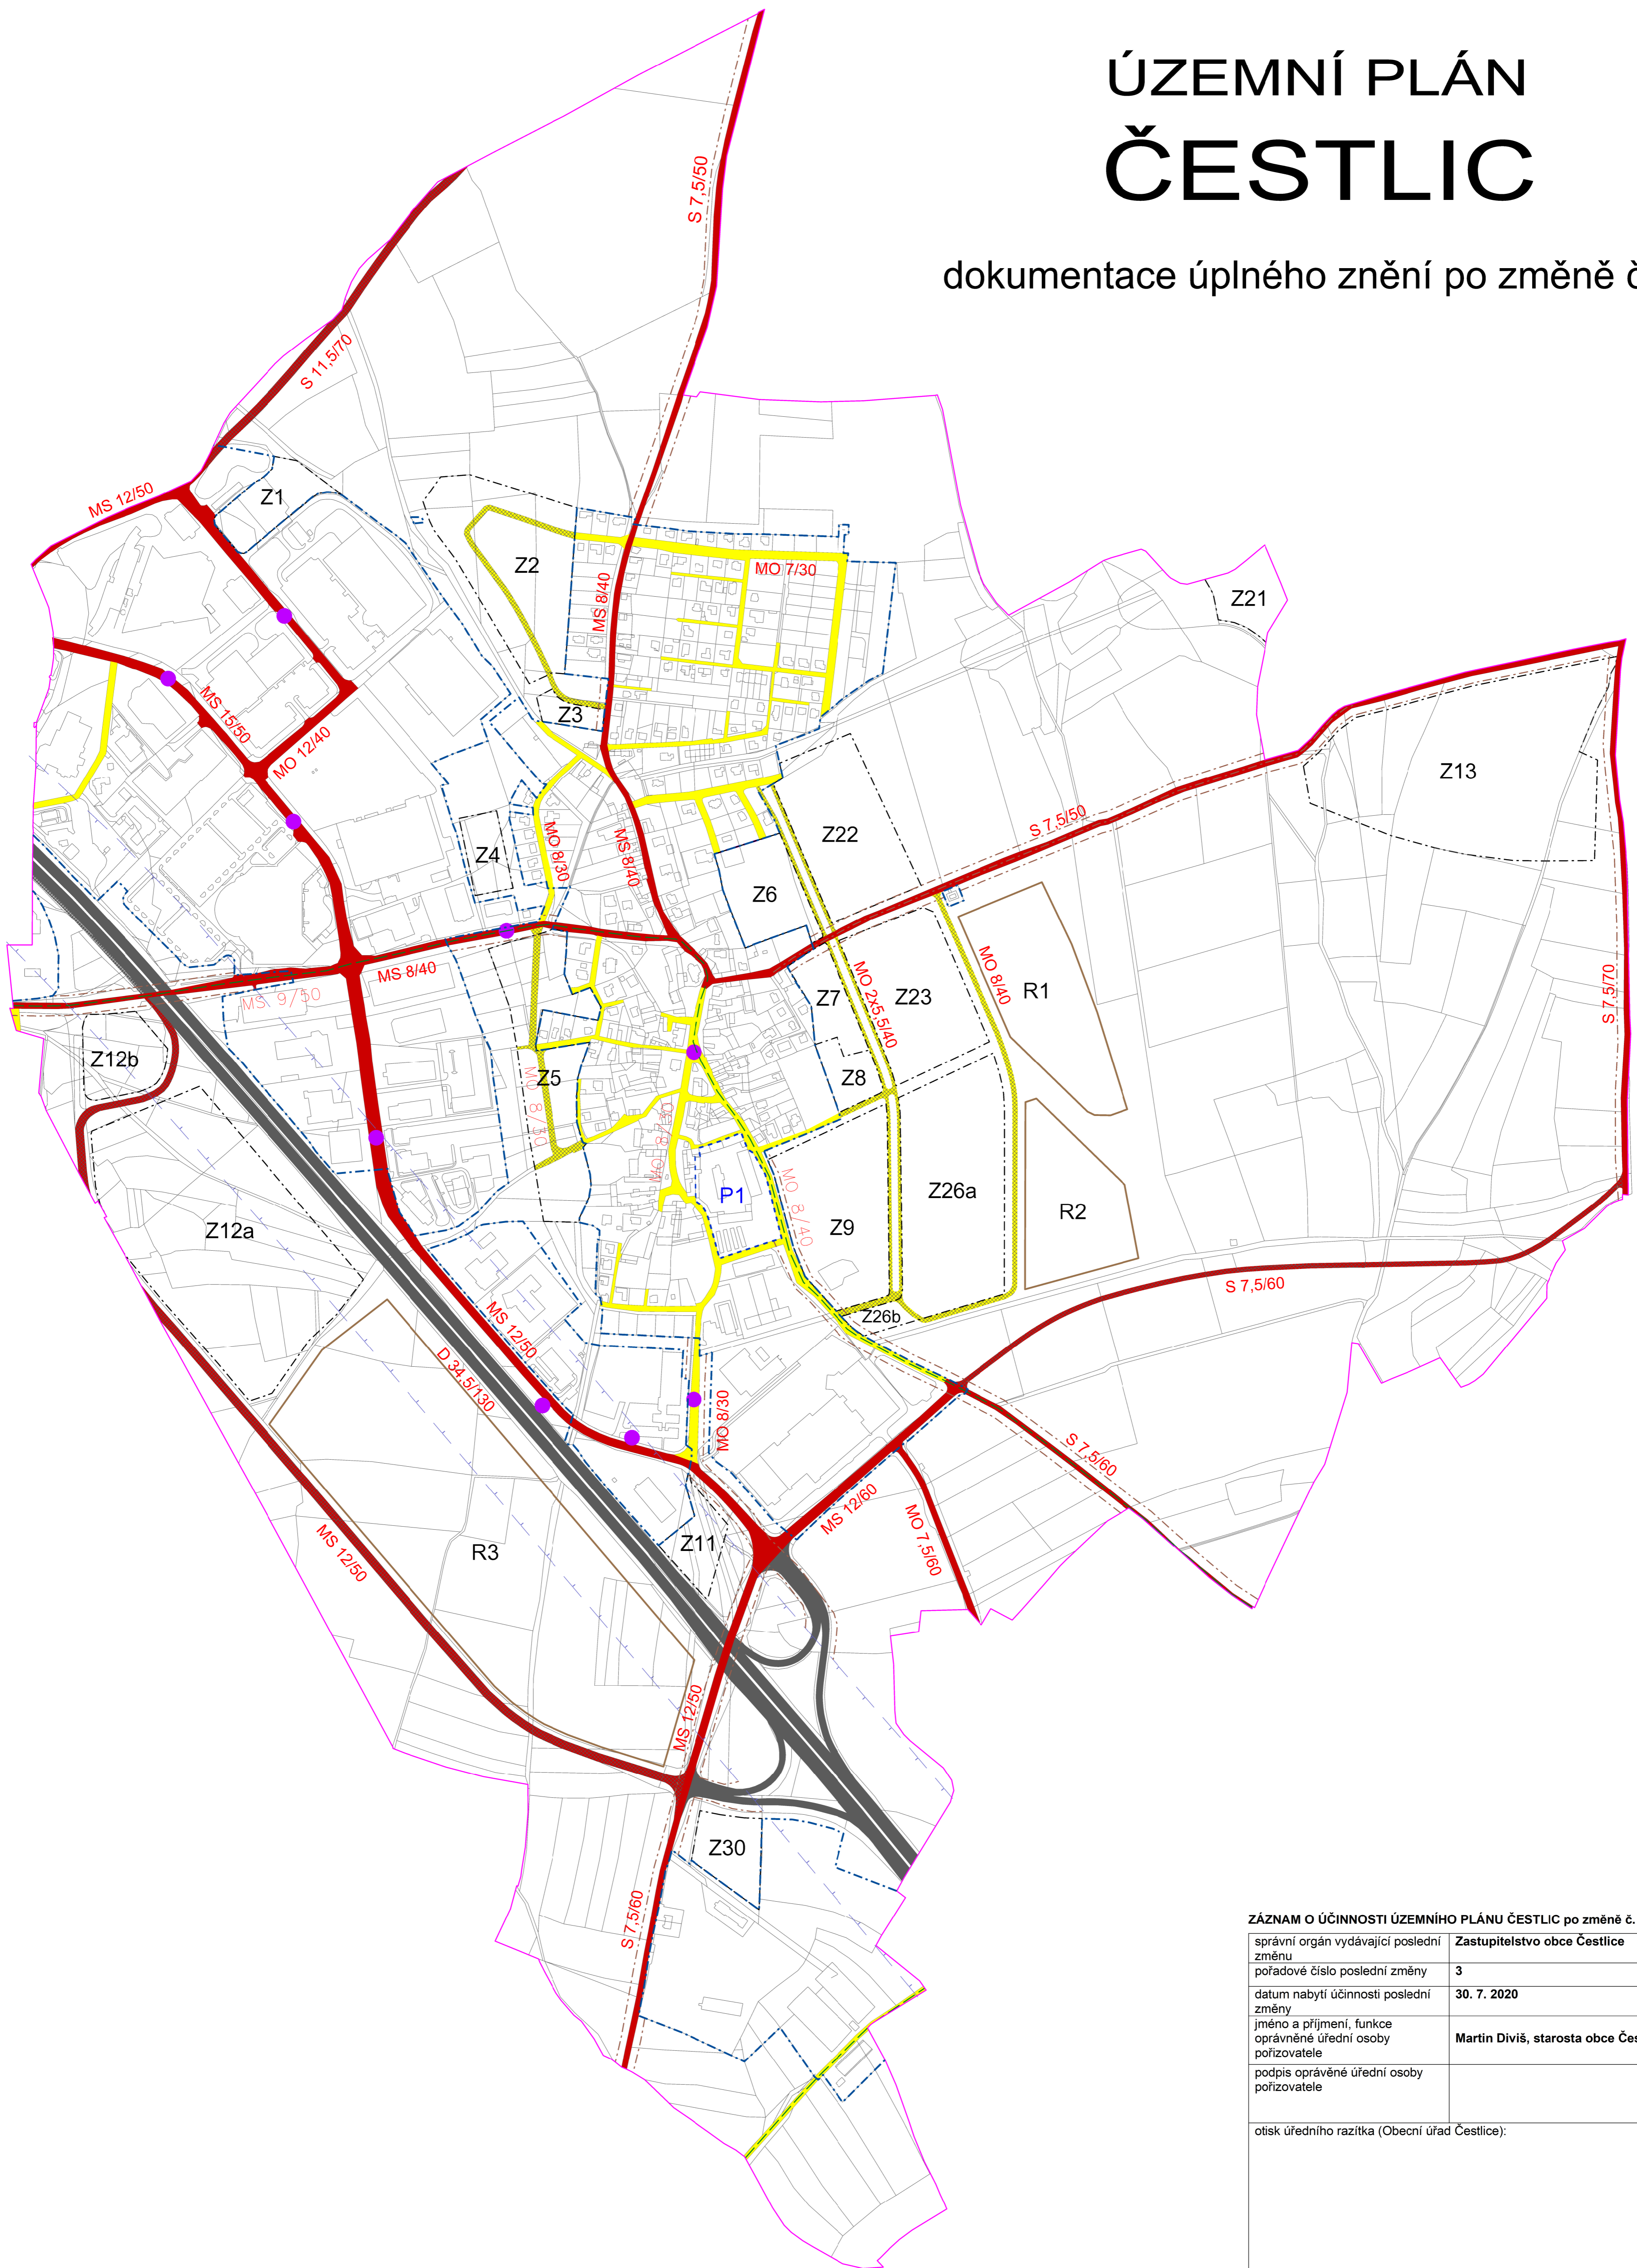 ÚZEMNÍ PLÁN
ČESTLIC
dokumentace úplného znění po změně č
S 7,5/50
S 11,5/70
MS 12/50
Z1
Z2
MO 7/30
MS 8/40
Z21
Z3
MS 15/50
MO 12/40
Z13
Z22
S 7,5/50
Z4
MO 8/30
MS 8/40
Z6
MS 8/40
MS 9/50
Z7
MO 2x5,5/40
Z23
MO 8/40
R1
S 7,5/70
Z12b
Z5
MO 8/30
Z8
MO 8/30
P1
MO 8/40
Z26a
Z9
R2
Z12a
S 7,5/60
Z26b
MS 12/50
D 34,5/130
MO 8/30
S 7,5/60
MS 12/60
MO 7,5/60
Z11
R3
MS 12/50
MS 12/50
Z30
S 7,5/60
ZÁZNAM O ÚČINNOSTI ÚZEMNÍHO PLÁNU ČESTLIC po změně č.
správní orgán vydávající poslední
změnu
Zastupitelstvo obce Čestlice
pořadové číslo poslední změny
3
datum nabytí účinnosti poslední
změny
30. 7. 2020
jméno a příjmení, funkce
oprávněné úřední osoby
pořizovatele
Martin Diviš, starosta obce Čes
podpis oprávěné úřední osoby
pořizovatele
otisk úředního razítka (Obecní úřad Čestlice):